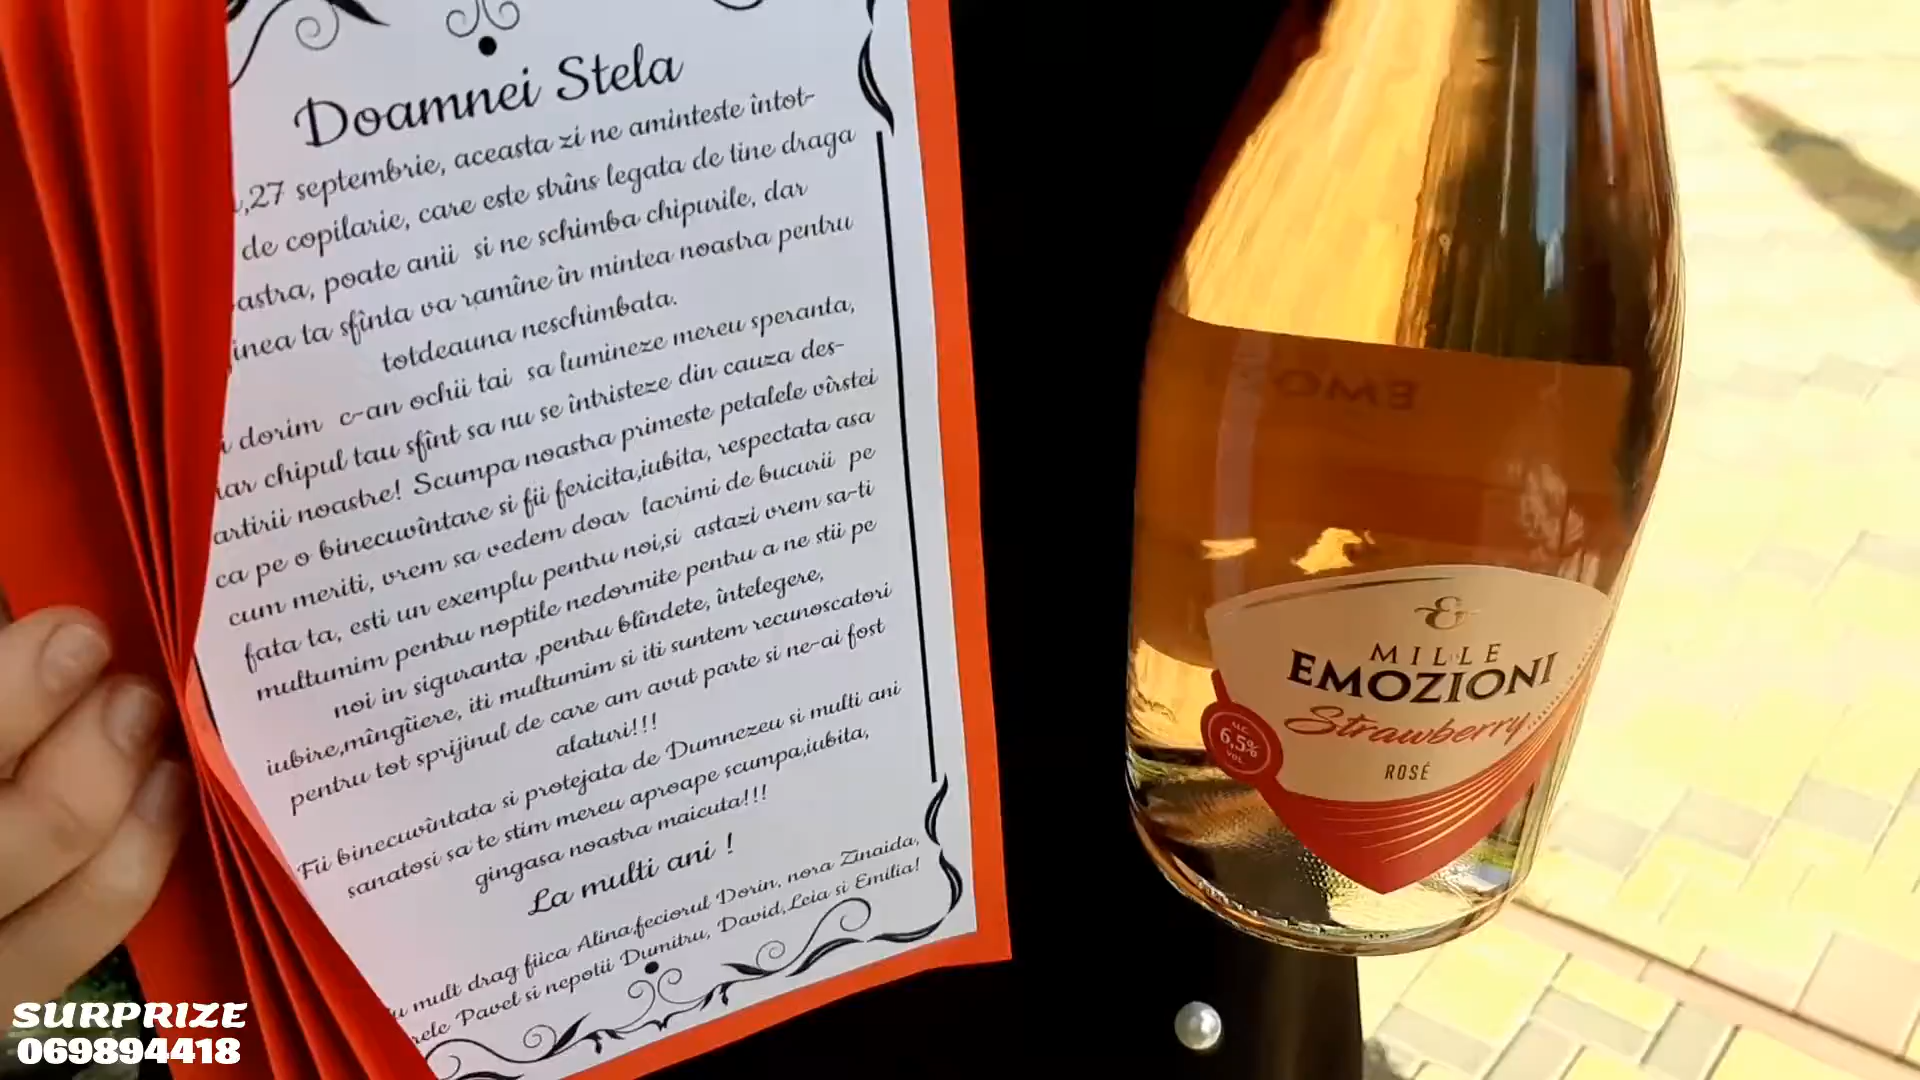 Doamnei Stela
,27 septembrie, aceasta zi ne aminteste întot-
de copilarie, care este strîns legata de tine draga
astra, poate anii si ne schimba chipurile, dar
inea ta sfînta va ramîne în mintea noastra pentru
totdeauna neschimbata.
dorim c-an ochii tai sa lumineze mereu speranta,
iar chipul tau sfînt sa nu se întristeze din cauza des-
artirii noastre! Scumpa noastra primeste petalele vîrstei
ca pe o binecuvîntare si fii fericita,iubita, respectata asa
cum meriti, vrem sa vedem doar lacrimi de bucurii pe
fata ta, esti un exemplu pentru noi,si astazi vrem sa-ti
multumim pentru noptile nedormite pentru a ne stii pe
noi in siguranta ,pentru blîndete, întelegere,
iubire,mîngîiere, iti multumim si iti suntem recunoscatori
pentru tot sprijinul de care am avut parte si ne-ai fost
alaturi!!!
Fii binecuvîntata si protejata de Dumnezeu si multi ani
sanatosi sa te stim mereu aproape scumpa,iubita,
gingasa noastra maicuta!!!
La multi ani !
u mult drag fiica Alina,feciorul Dorin, nora Zinaida,
rele Pavel si nepotii Dumitru, David,Leia si Emilia!
EMO
&
MILLE
EMOZIONI
Strawberry
ROSÉ
ALC.
6,5%
VOL.
SURPRIZE
069894418